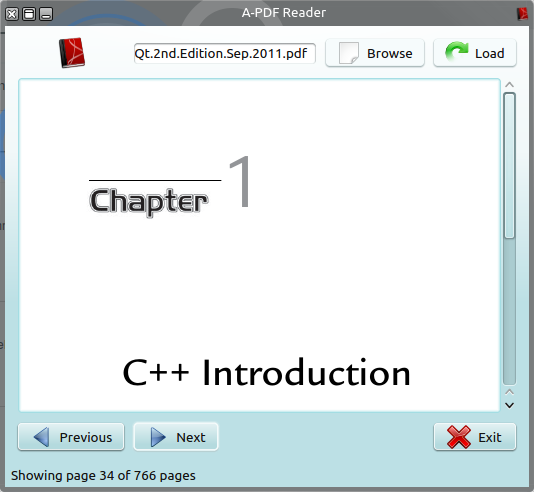 A-PDF Reader
Qt.2nd.Edition.Sep.2011.pdf Browse Load
1
Chapter
C++ Introduction
Previous Next Exit
Showing page 34 of 766 pages